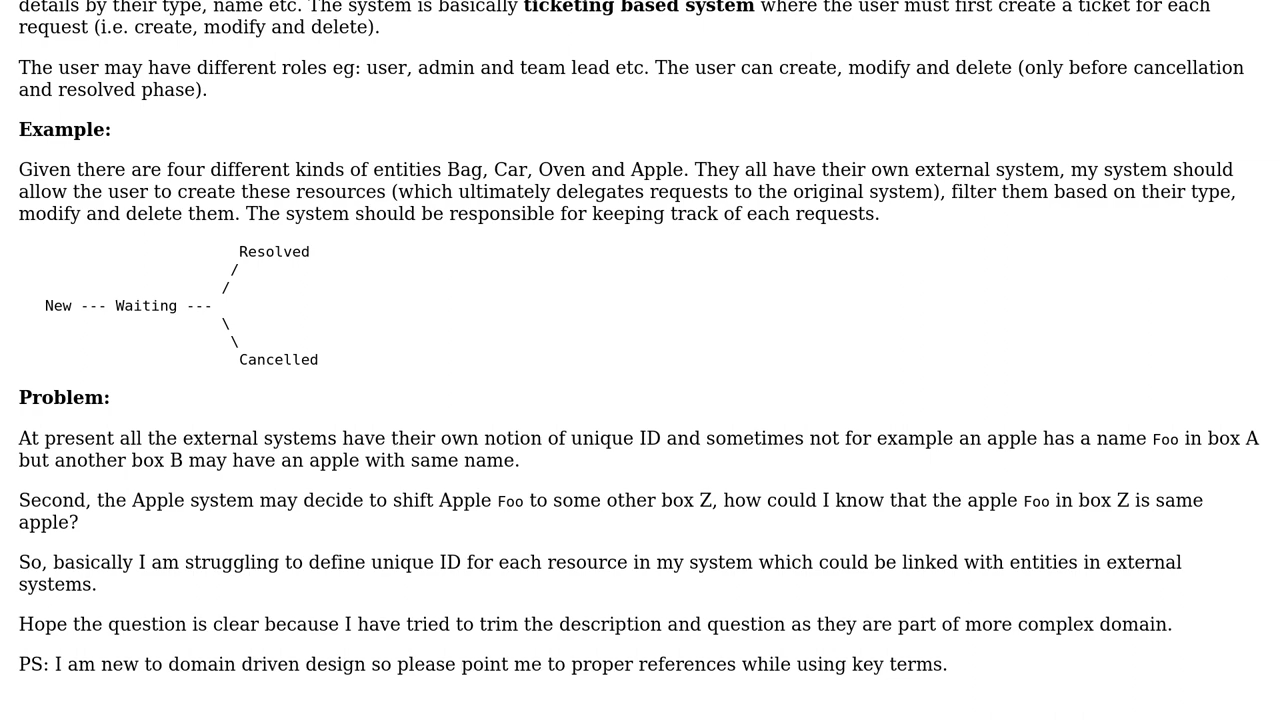 details by their type, name etc. The system is basically ticketing based system where the user must first create a ticket for each
request (i.e. create, modify and delete).
The user may have different roles eg: user, admin and team lead etc. The user can create, modify and delete (only before cancellation
and resolved phase).
Example:
Given there are four different kinds of entities Bag, Car, Oven and Apple. They all have their own external system, my system should
allow the user to create these resources (which ultimately delegates requests to the original system), filter them based on their type,
modify and delete them. The system should be responsible for keeping track of each requests.
Resolved
/
/
New --- Waiting ---
\
\
Cancelled
Problem:
At present all the external systems have their own notion of unique ID and sometimes not for example an apple has a name Foo in box A
but another box B may have an apple with same name.
Second, the Apple system may decide to shift Apple Foo to some other box Z, how could I know that the apple Foo in box Z is same
apple?
So, basically I am struggling to define unique ID for each resource in my system which could be linked with entities in external
systems.
Hope the question is clear because I have tried to trim the description and question as they are part of more complex domain.
PS: I am new to domain driven design so please point me to proper references while using key terms.